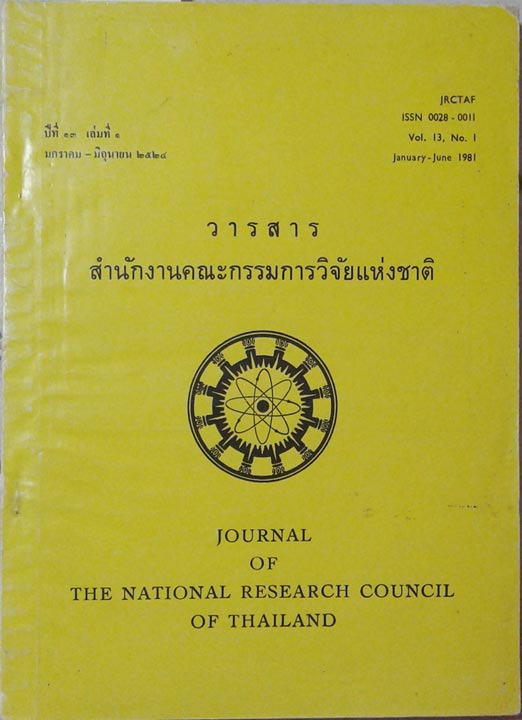 JRCTAF
ISSN 0028 - 0011
ปีที่ ๑๓ เล่มที่ ๑
Vol. 13, No. 1
มกราคม – มิถุนายน ๒๕๒๔
January - June 1981
วารสาร
สำนักงานคณะกรรมการวิจัยแห่งชาติ
JOURNAL
OF
THE NATIONAL RESEARCH COUNCIL
OF THAILAND